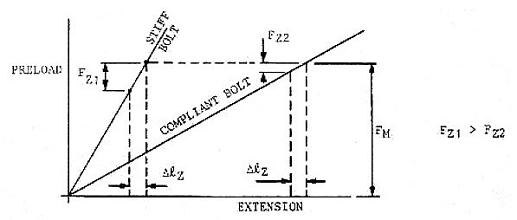 STIFF
BOLT
PRELOAD
FZ1
FZ2
COMPLIANT BOLT
FM
FZ1 > FZ2
ΔℓZ
ΔℓZ
EXTENSION